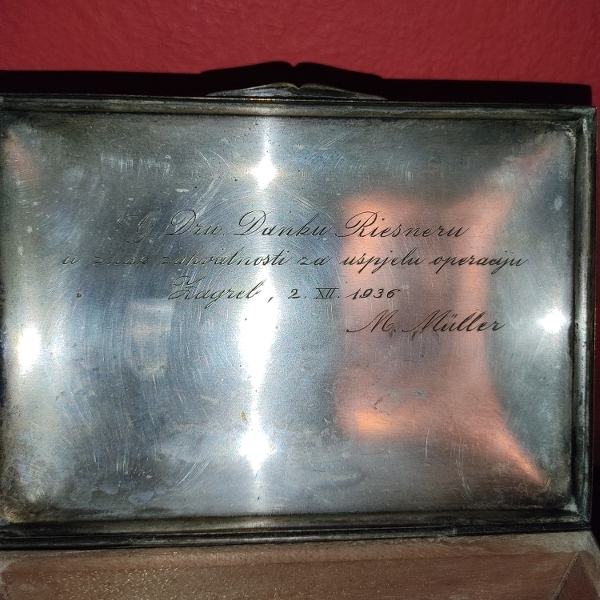 G. Dru. Danku Riesneru
u znak zahvalnosti za uspjelu operaciju
Zagreb, 2. XII. 1936
M. Müller